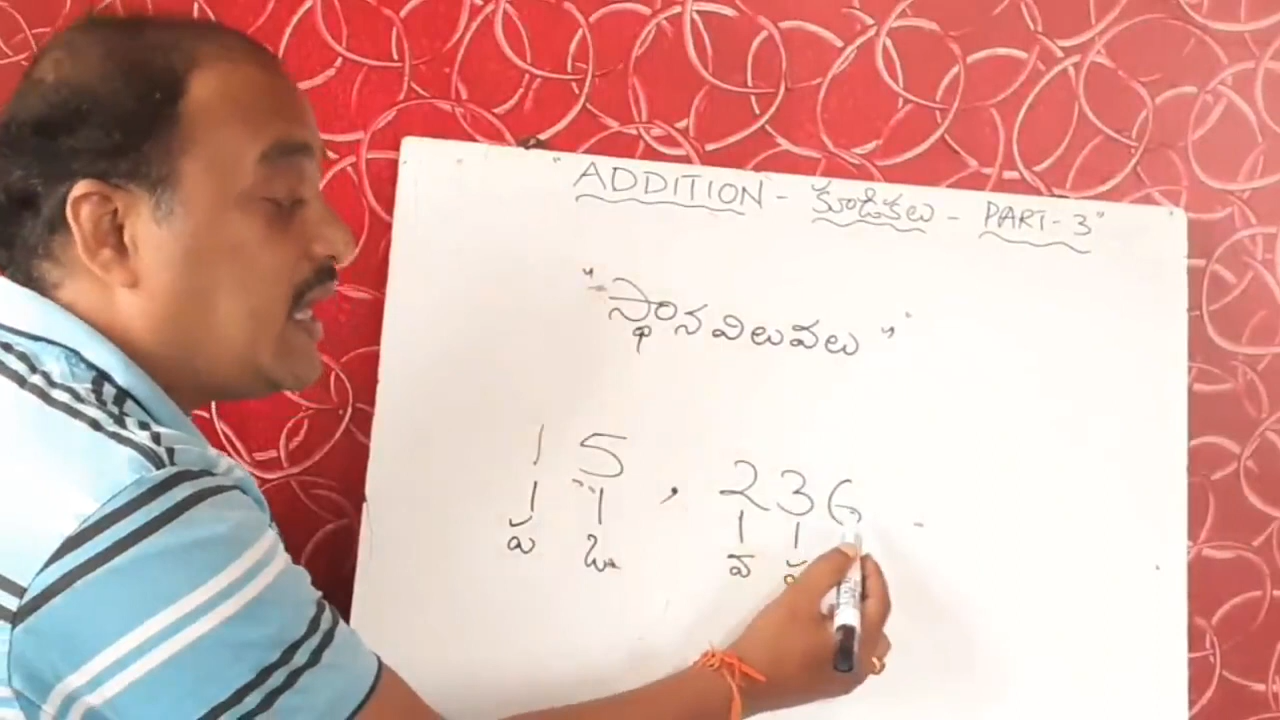 "ADDITION - కూడికలు - PART-3"
"స్థానవిలువలు"
15 , 236
ప ఒ వ ప